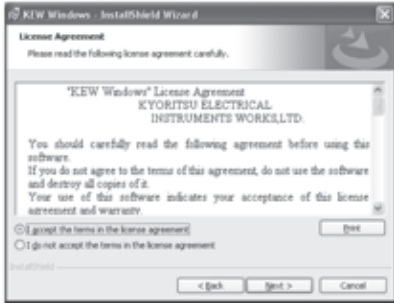 KEW Windows - InstallShield Wizard
License Agreement
Please read the following license agreement carefully.
"KEW Windows" License Agreement
KYORITSU ELECTRICAL
INSTRUMENTS WORKS,LTD.
You should carefully read the following agreement before using this
software.
If you do not agree to the terms of this agreement, do not use the software
and destroy all copies of it.
Your use of this software indicates your acceptance of this license
agreement and warranty.
I accept the terms in the license agreement
Print
I do not accept the terms in the license agreement
InstallShield
< Back
Next >
Cancel